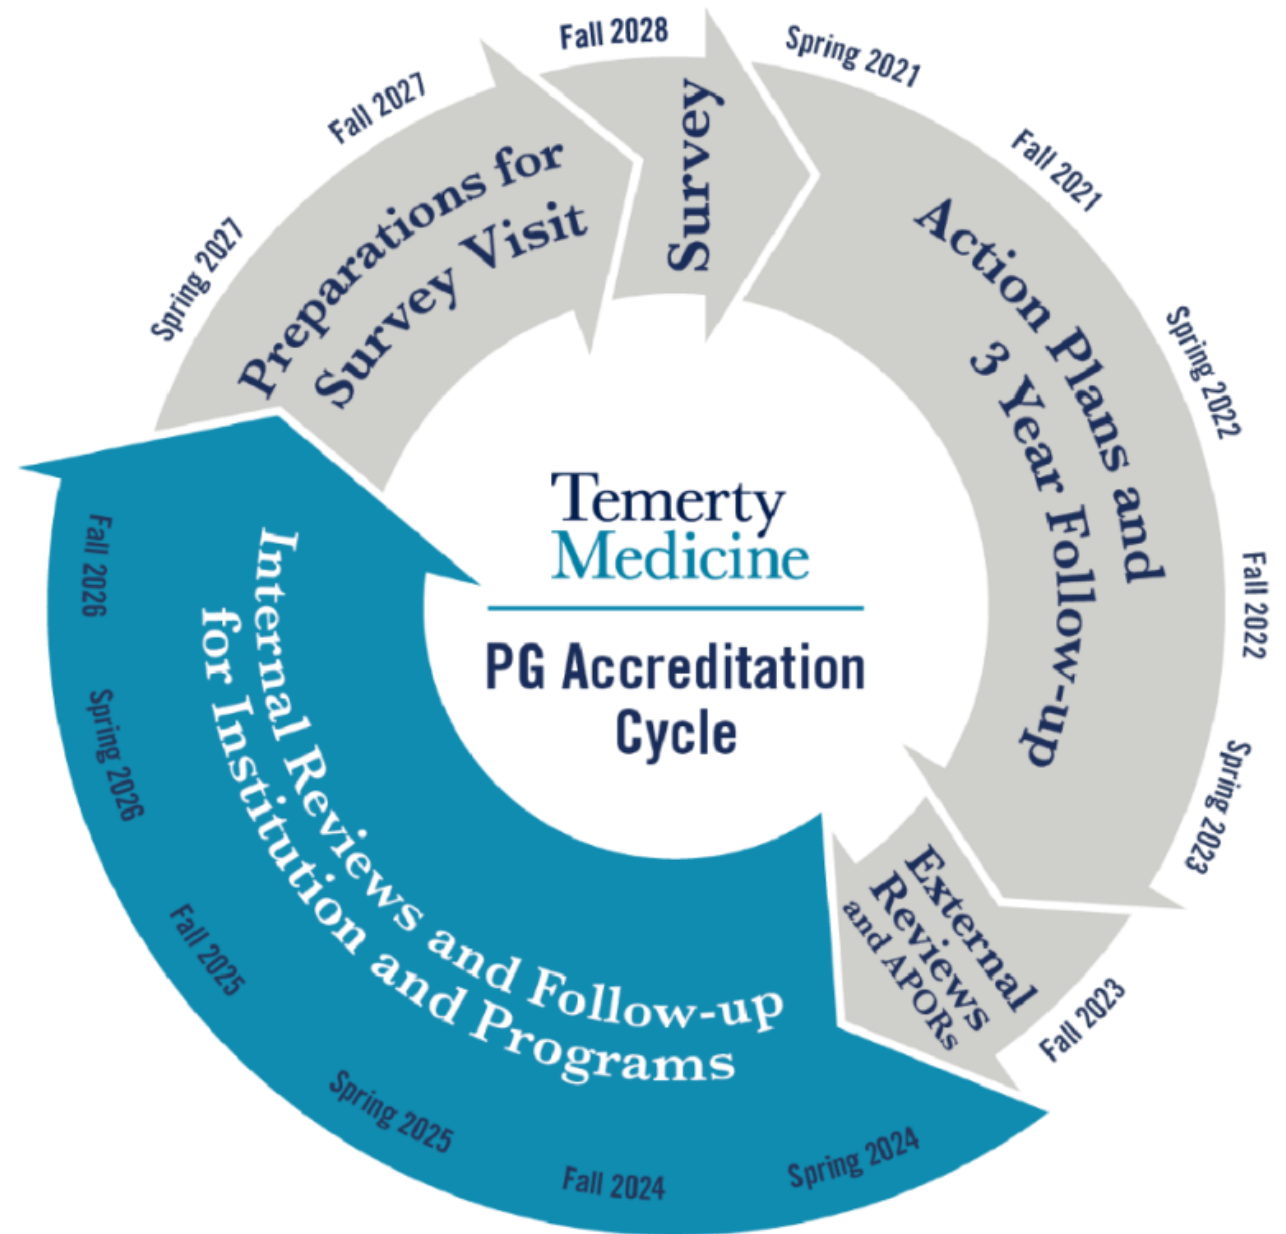 Temerty
Medicine
PG Accreditation
Cycle
Survey
Fall 2028
Action Plans and
3 Year Follow-up
Spring 2021
Fall 2021
Spring 2022
Fall 2022
Spring 2023
External
Reviews
and APORs
Fall 2023
Internal Reviews and Follow-up
for Institution and Programs
Spring 2024
Fall 2024
Spring 2025
Fall 2025
Spring 2026
Fall 2026
Preparations for
Survey Visit
Spring 2027
Fall 2027